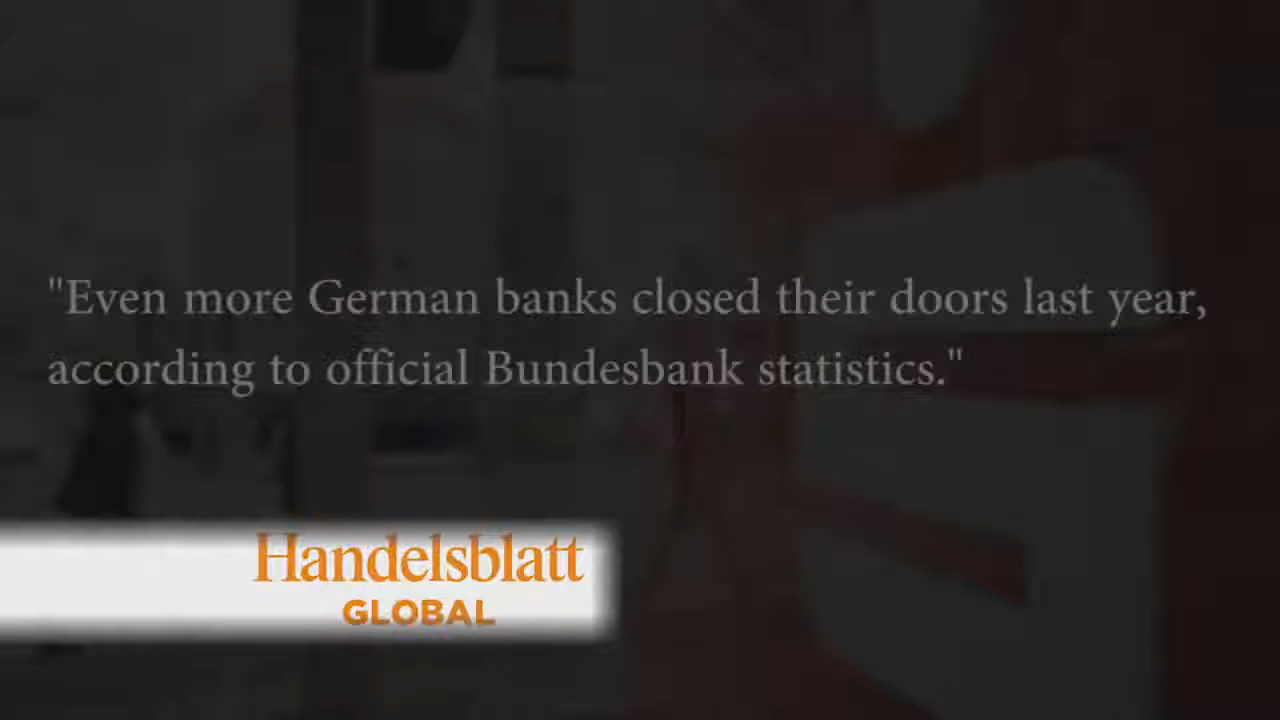 "Even more German banks closed their doors last year,
according to official Bundesbank statistics."
Handelsblatt
GLOBAL